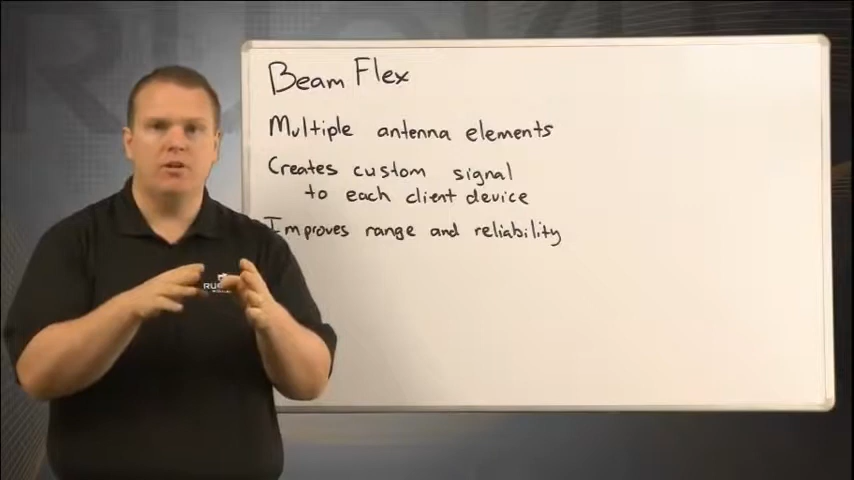 Beam Flex
Multiple antenna elements
Creates custom signal
to each client device
Improves range and reliability